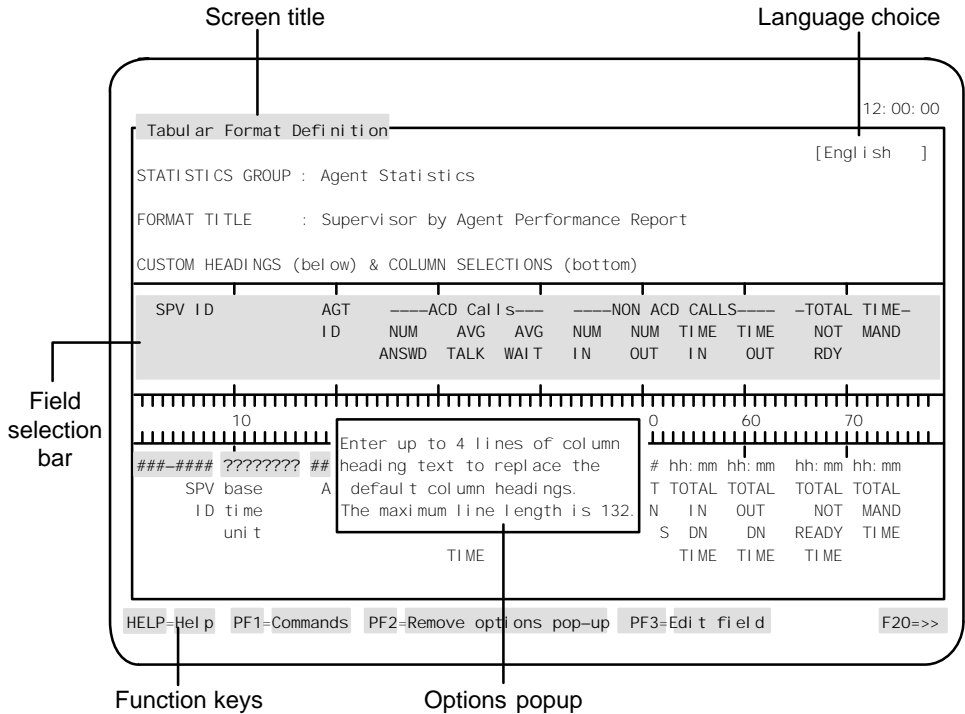 Screen title
Language choice
12:00:00
Tabular Format Definition
[English ]
STATISTICS GROUP : Agent Statistics
FORMAT TITLE : Supervisor by Agent Performance Report
CUSTOM HEADINGS (below) & COLUMN SELECTIONS (bottom)
SPV ID AGT ––––ACD Calls––– ––––NON ACD CALLS–––– –TOTAL TIME–
ID NUM AVG AVG NUM NUM TIME TIME NOT MAND
ANSWD TALK WAIT IN OUT IN OUT RDY
Field selection bar
10 0 60 70
Enter up to 4 lines of column
heading text to replace the
default column headings.
The maximum line length is 132.
###–#### ???????? ## # hh:mm hh:mm hh:mm hh:mm
SPV base A T TOTAL TOTAL TOTAL TOTAL
ID time N IN OUT NOT MAND
unit S DN DN READY TIME
TIME TIME TIME TIME
HELP=Help PF1=Commands PF2=Remove options pop–up PF3=Edit field F20=>>
Function keys
Options popup